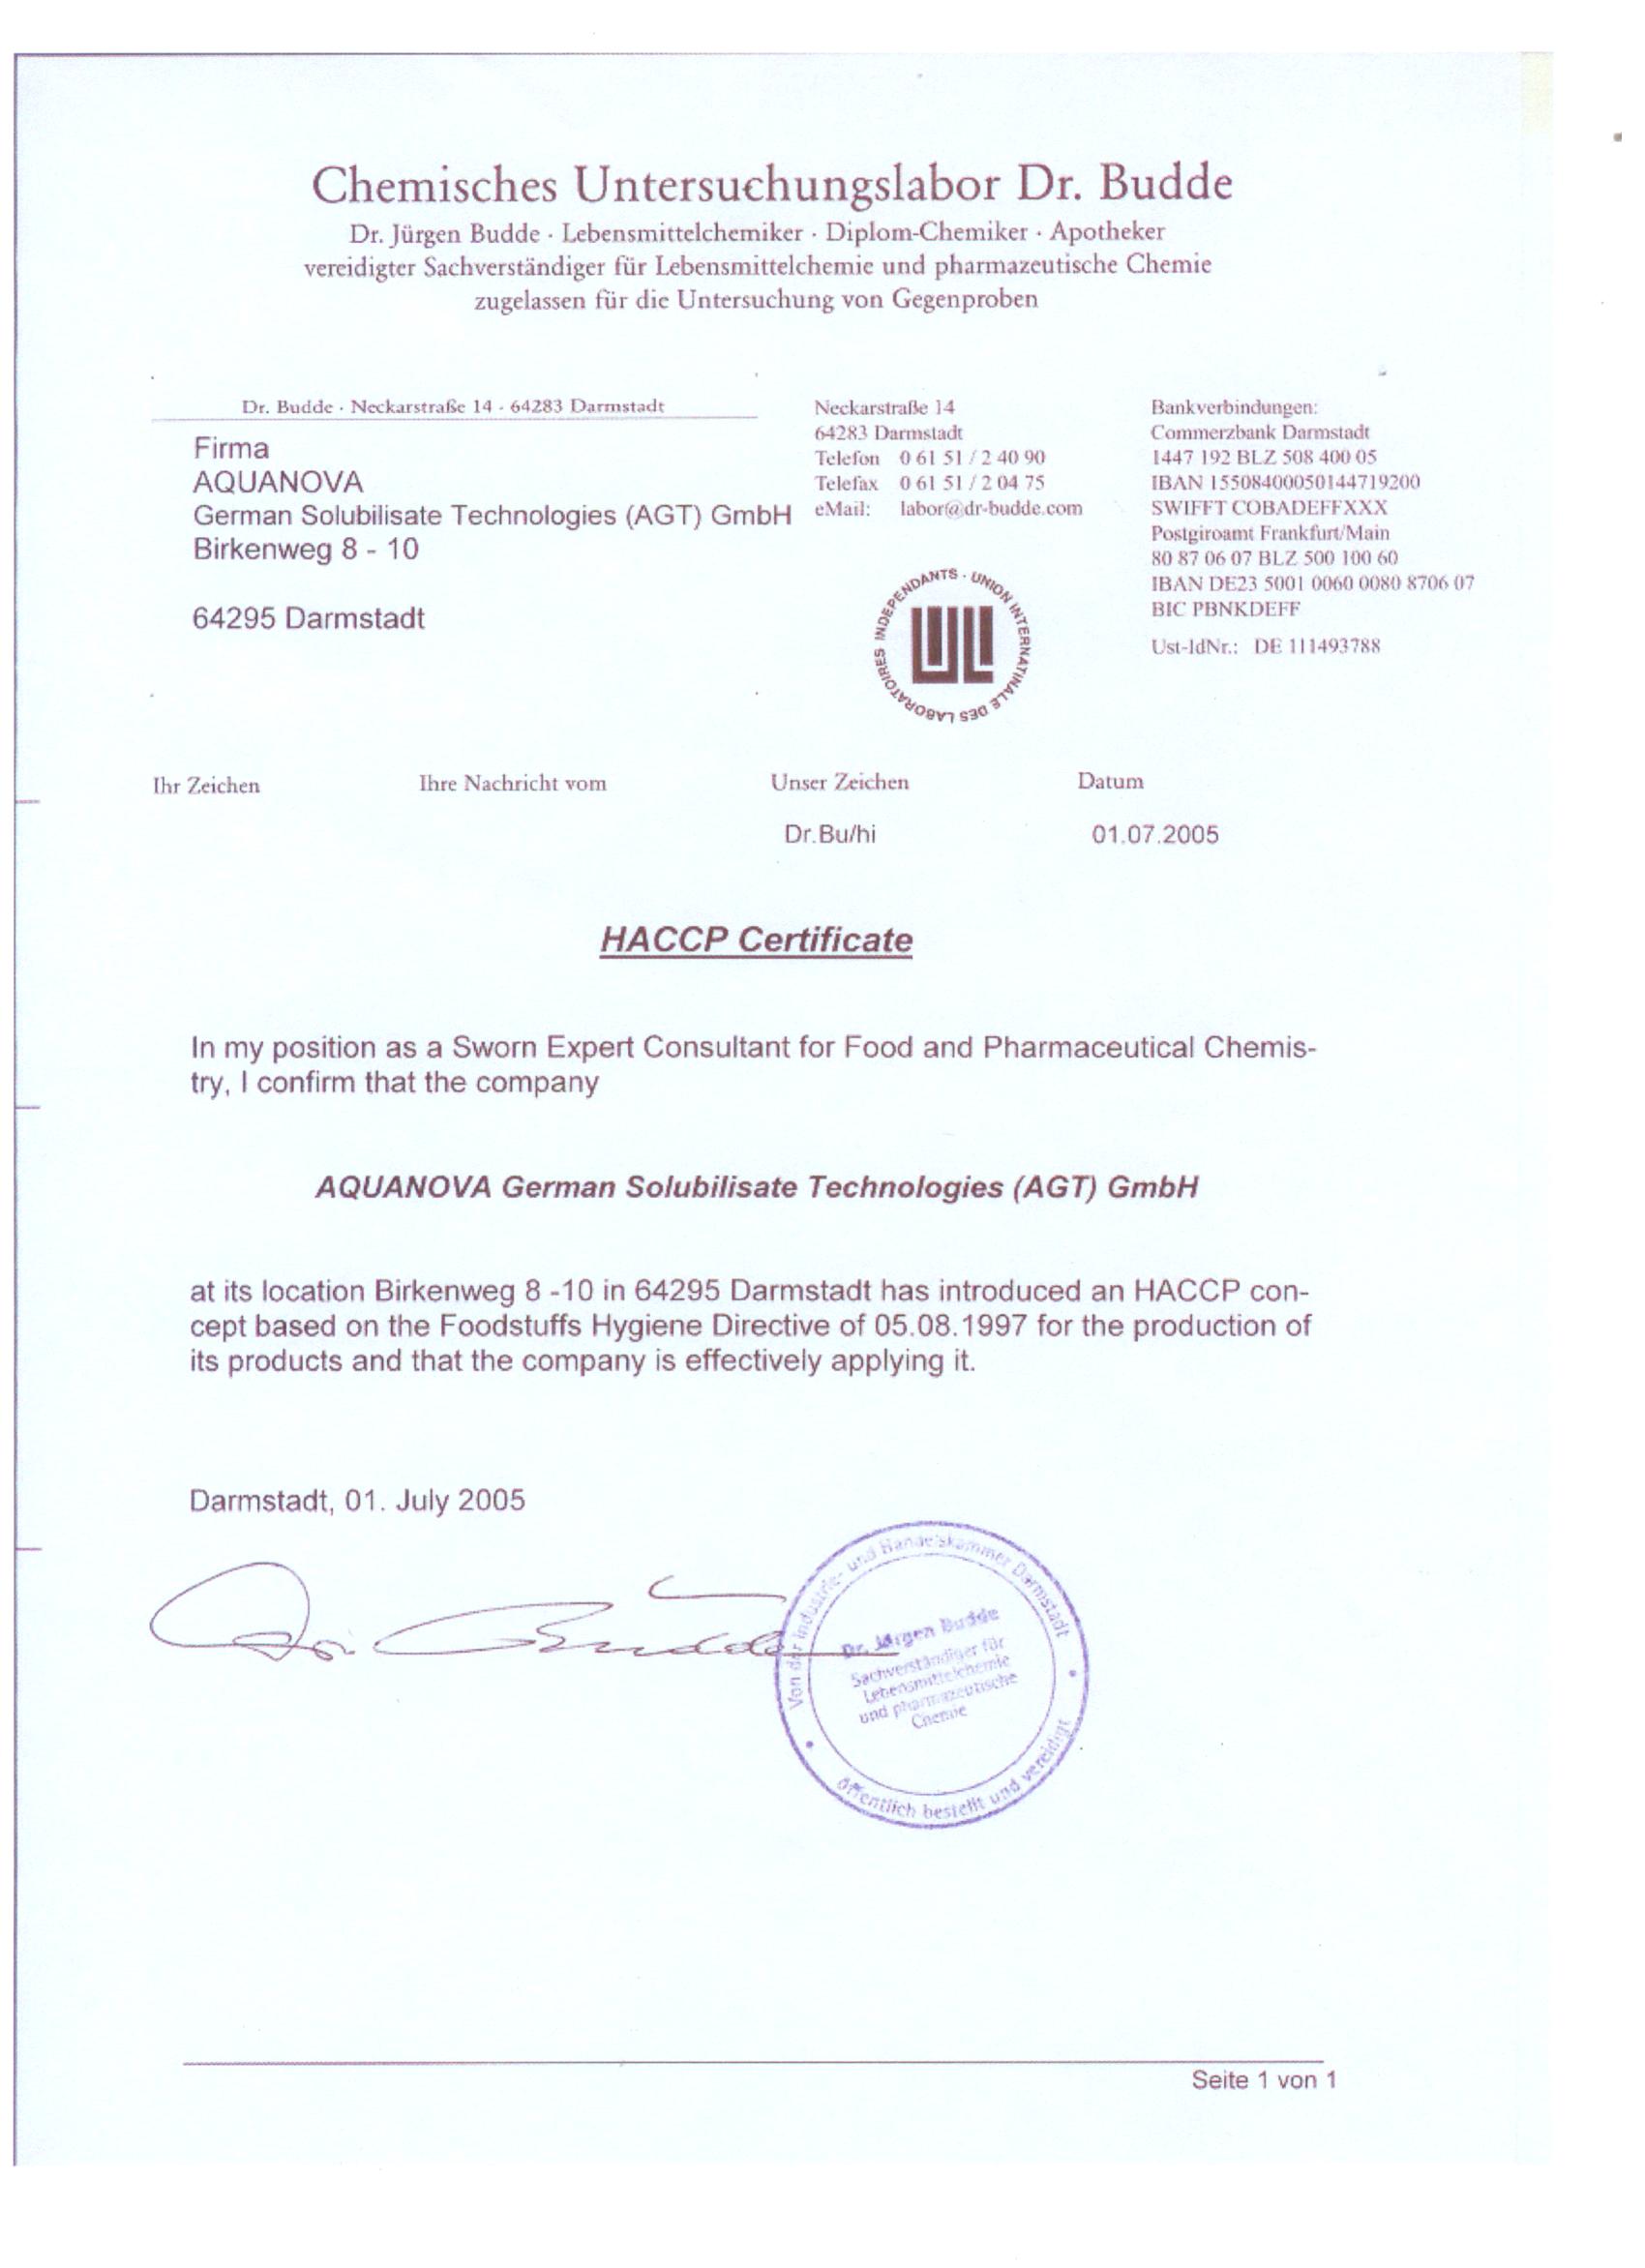 Chemisches Untersuchungslabor Dr. Budde
Dr. Jürgen Budde · Lebensmittelchemiker · Diplom-Chemiker · Apotheker
vereidigter Sachverständiger für Lebensmittelchemie und pharmazeutische Chemie
zugelassen für die Untersuchung von Gegenproben
Dr. Budde · Neckarstraße 14 - 64283 Darmstadt
Firma
AQUANOVA
German Solubilisate Technologies (AGT) GmbH
Birkenweg 8 - 10
64295 Darmstadt
Neckarstraße 14
64283 Darmstadt
Telefon 0 61 51 / 2 40 90
Telefax 0 61 51 / 2 04 75
eMail: labor@dr-budde.com
Bankverbindungen:
Commerzbank Darmstadt
1447 192 BLZ 508 400 05
IBAN 15508400050144719200
SWIFFT COBADEFFXXX
Postgiroamt Frankfurt/Main
80 87 06 07 BLZ 500 100 60
IBAN DE23 5001 0060 0080 8706 07
BIC PBNKDEFF
Ust-IdNr.: DE 111493788
UNION INTERNATINALE DES LABORATOIRES INDEPENDANTS ·
UILI
Ihr Zeichen Ihre Nachricht vom Unser Zeichen Datum
Dr.Bu/hi 01.07.2005
HACCP Certificate
In my position as a Sworn Expert Consultant for Food and Pharmaceutical Chemis-
try, I confirm that the company
AQUANOVA German Solubilisate Technologies (AGT) GmbH
at its location Birkenweg 8 -10 in 64295 Darmstadt has introduced an HACCP con-
cept based on the Foodstuffs Hygiene Directive of 05.08.1997 for the production of
its products and that the company is effectively applying it.
Darmstadt, 01. July 2005
Dr. Budde
Von der Industrie- und Handelskammer Darmstadt
Dr. Jürgen Budde
Sachverständiger für
Lebensmittelchemie
und pharmazeutische
Chemie
öffentlich bestellt und vereidigt
Seite 1 von 1